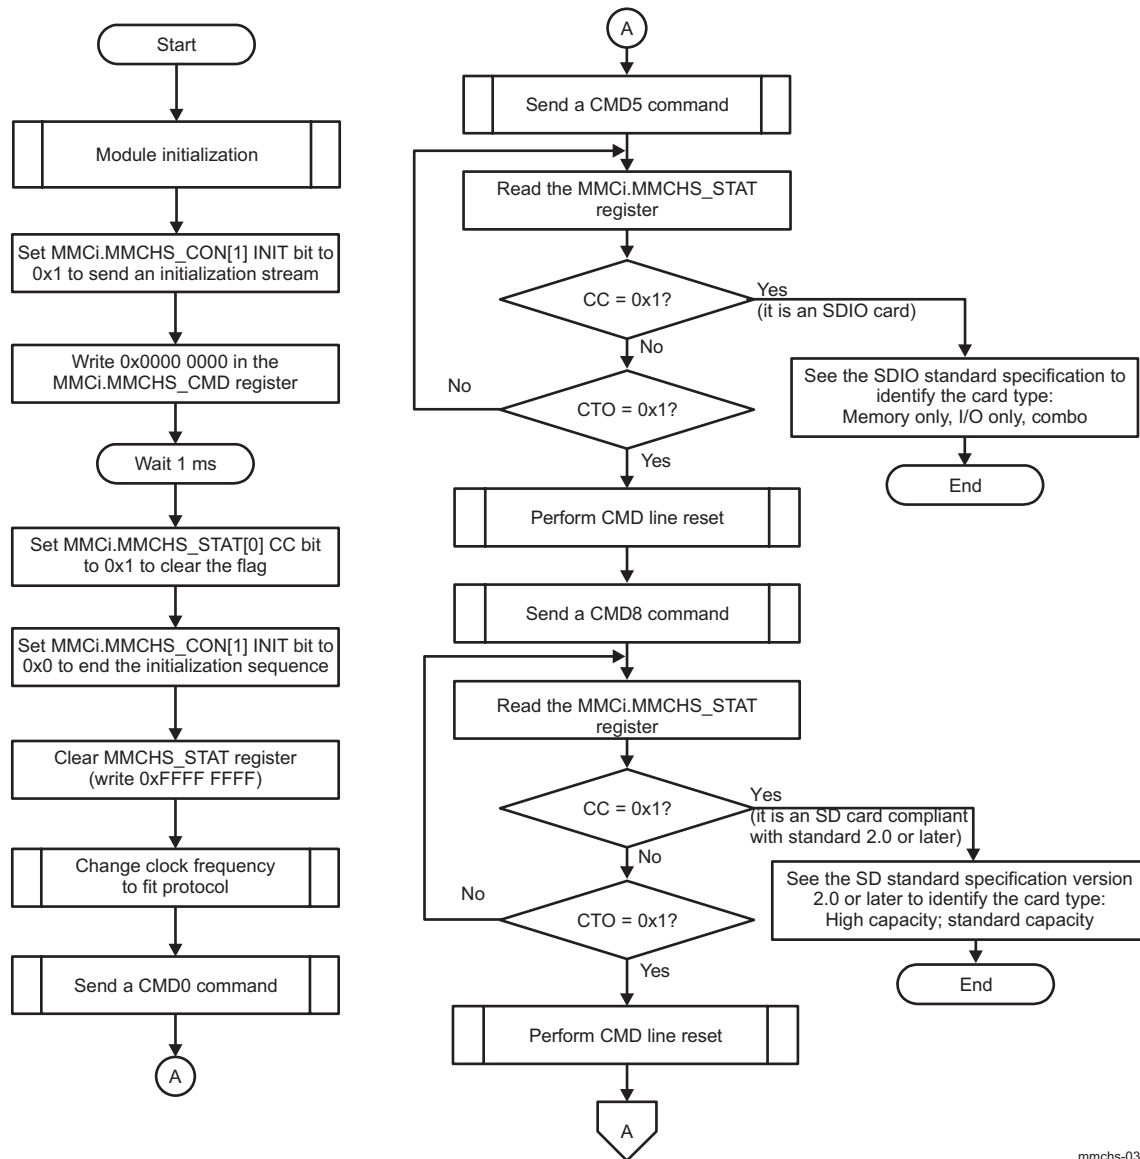 Start
Module initialization
Set MMCi.MMCHS_CON[1] INIT bit to
0x1 to send an initialization stream
Write 0x0000 0000 in the
MMCi.MMCHS_CMD register
Wait 1 ms
Set MMCi.MMCHS_STAT[0] CC bit
to 0x1 to clear the flag
Set MMCi.MMCHS_CON[1] INIT bit to
0x0 to end the initialization sequence
Clear MMCHS_STAT register
(write 0xFFFF FFFF)
Change clock frequency
to fit protocol
Send a CMD0 command
A
A
Send a CMD5 command
Read the MMCi.MMCHS_STAT
register
CC = 0x1?
Yes
(it is an SDIO card)
No
See the SDIO standard specification to
identify the card type:
Memory only, I/O only, combo
End
No
CTO = 0x1?
Yes
Perform CMD line reset
Send a CMD8 command
Read the MMCi.MMCHS_STAT
register
CC = 0x1?
Yes
(it is an SD card compliant
with standard 2.0 or later)
No
See the SD standard specification version
2.0 or later to identify the card type:
High capacity; standard capacity
End
No
CTO = 0x1?
Yes
Perform CMD line reset
A
mmchs-03